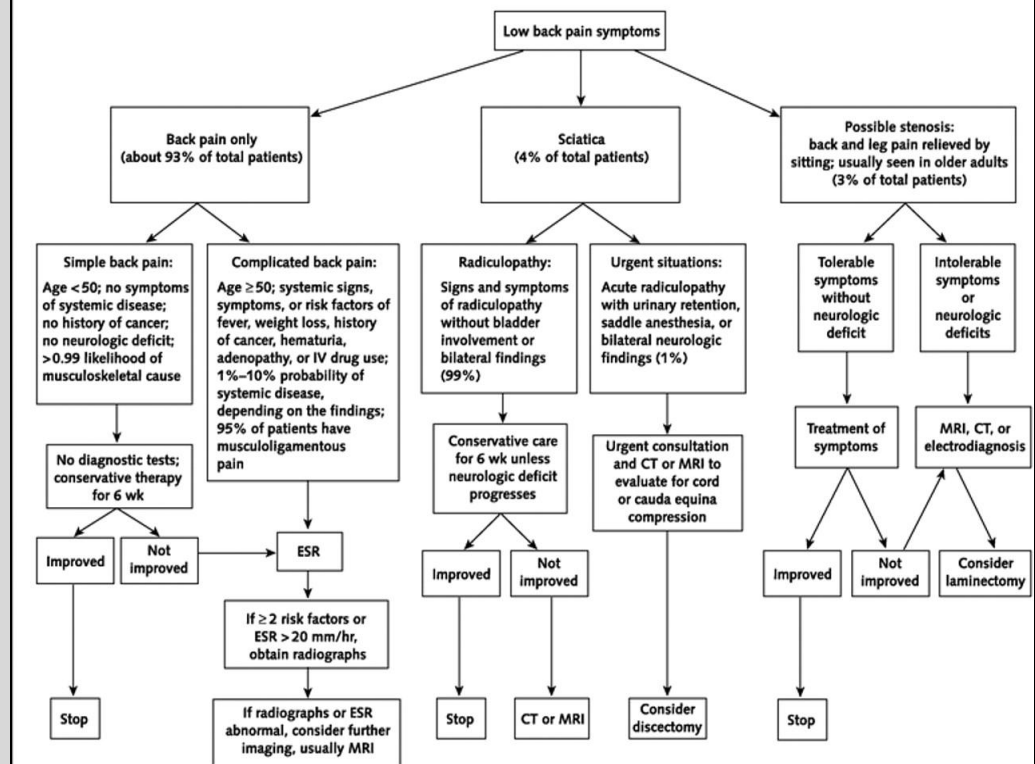 Low back pain symptoms
Back pain only
(about 93% of total patients)
Sciatica
(4% of total patients)
Possible stenosis:
back and leg pain relieved by
sitting; usually seen in older adults
(3% of total patients)
Simple back pain:
Age <50; no symptoms
of systemic disease;
no history of cancer;
no neurologic deficit;
>0.99 likelihood of
musculoskeletal cause
Complicated back pain:
Age ≥50; systemic signs,
symptoms, or risk factors of
fever, weight loss, history
of cancer, hematuria,
adenopathy, or IV drug use;
1%–10% probability of
systemic disease,
depending on the findings;
95% of patients have
musculoligamentous
pain
Radiculopathy:
Signs and symptoms
of radiculopathy
without bladder
involvement or
bilateral findings
(99%)
Urgent situations:
Acute radiculopathy
with urinary retention,
saddle anesthesia, or
bilateral neurologic
findings (1%)
Tolerable
symptoms
without
neurologic
deficit
Intolerable
symptoms
or
neurologic
deficits
No diagnostic tests;
conservative therapy
for 6 wk
Conservative care
for 6 wk unless
neurologic deficit
progresses
Urgent consultation
and CT or MRI to
evaluate for cord
or cauda equina
compression
Treatment of
symptoms
MRI, CT, or
electrodiagnosis
Improved
Not
improved
ESR
Improved
Not
improved
Improved
Not
improved
Consider
laminectomy
If ≥2 risk factors or
ESR >20 mm/hr,
obtain radiographs
Stop
If radiographs or ESR
abnormal, consider further
imaging, usually MRI
Stop
CT or MRI
Consider
discectomy
Stop